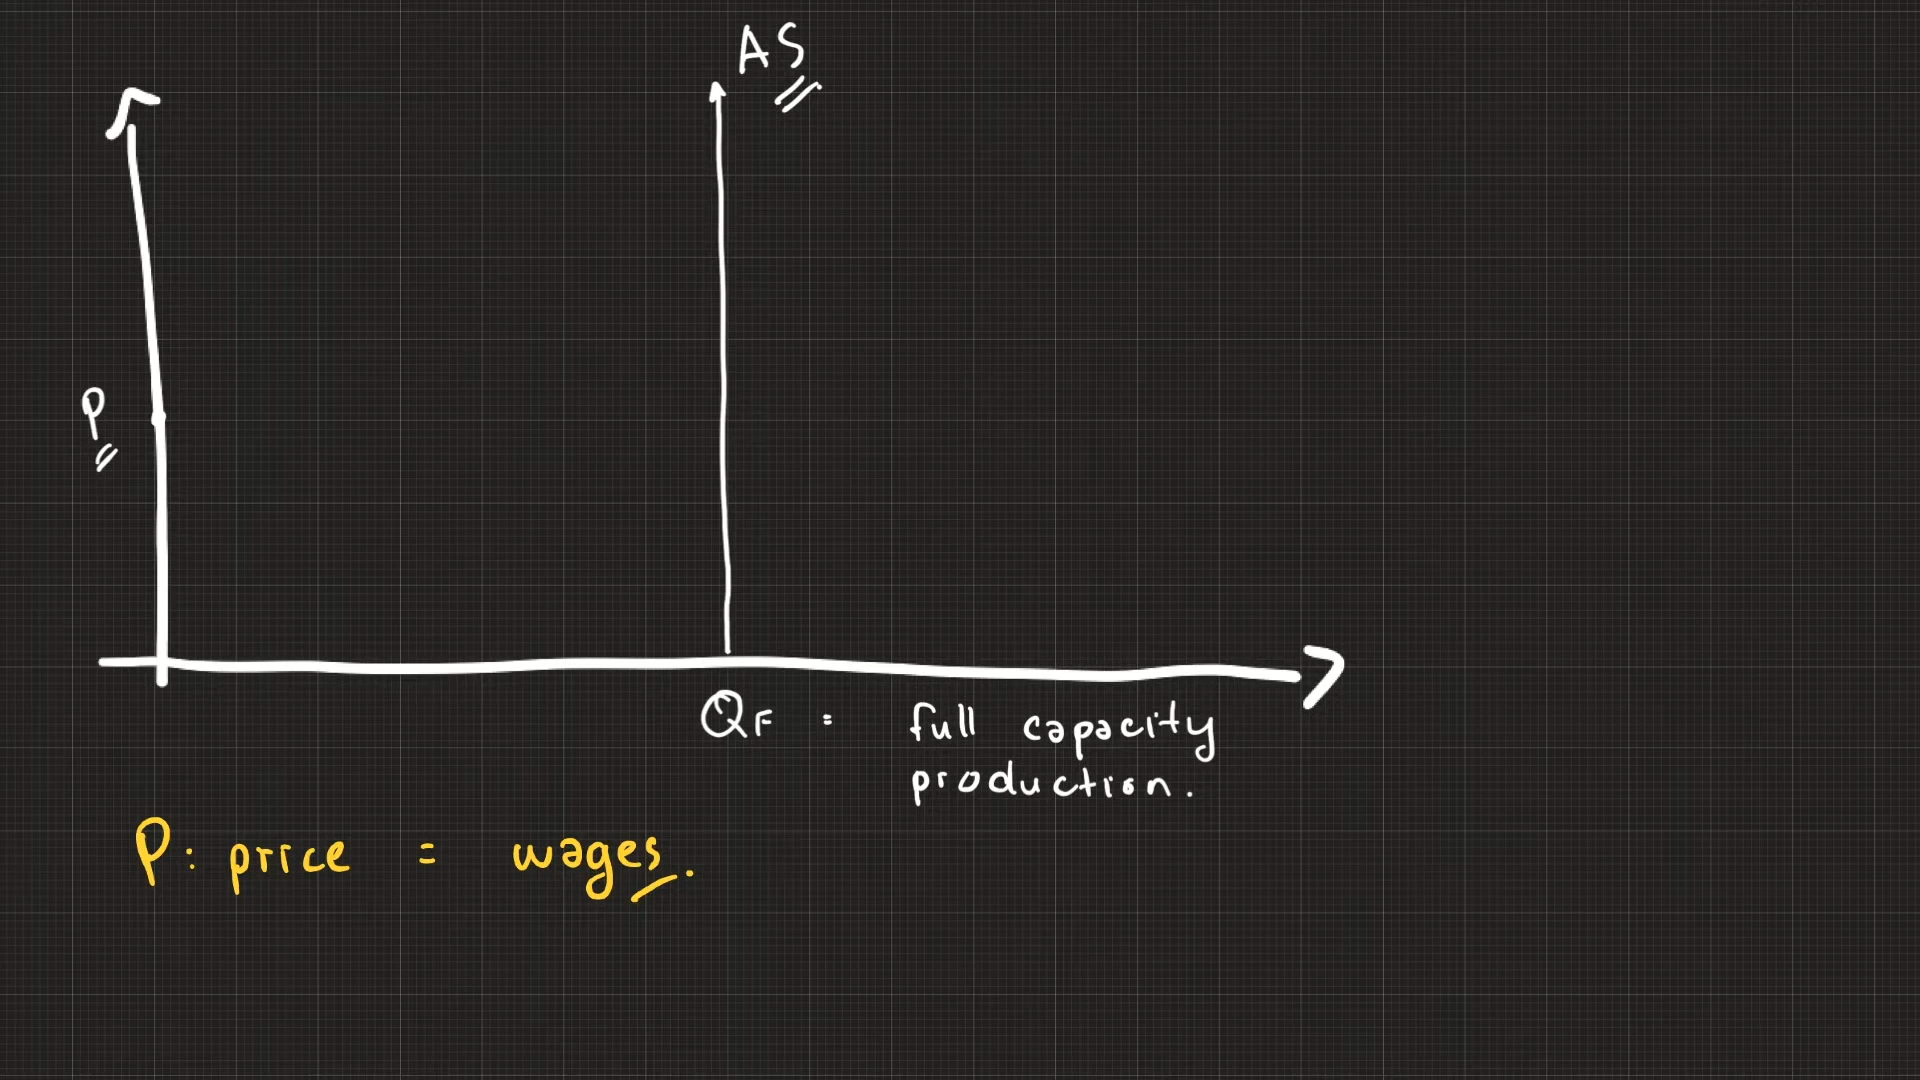 AS
P
QF = full capacity
production.
P: price = wages.